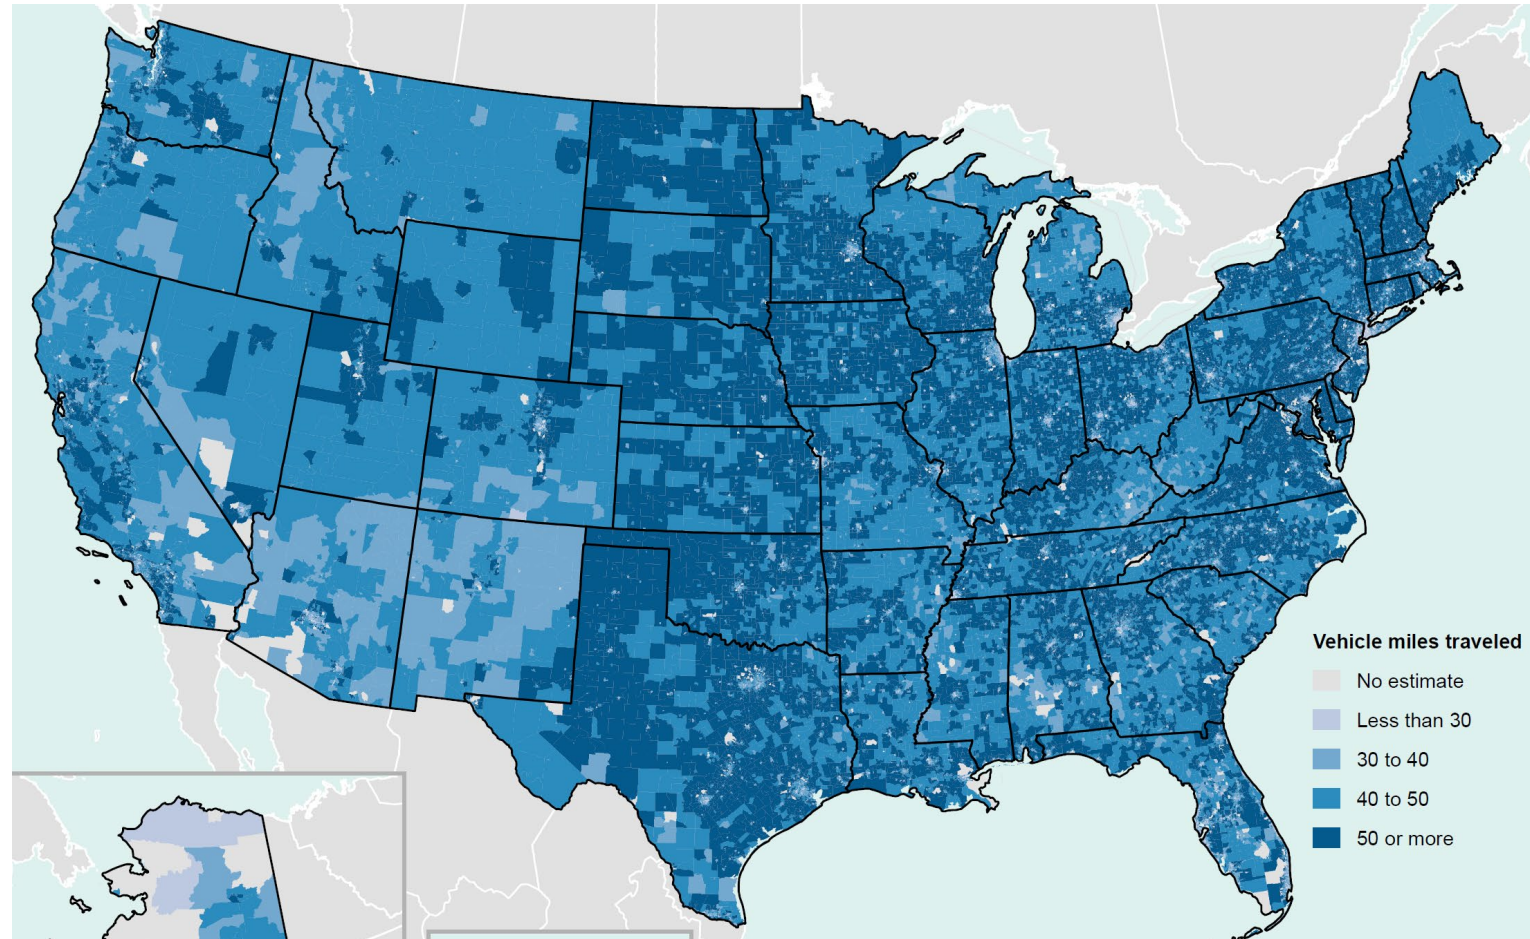 Vehicle miles traveled
No estimate
Less than 30
30 to 40
40 to 50
50 or more